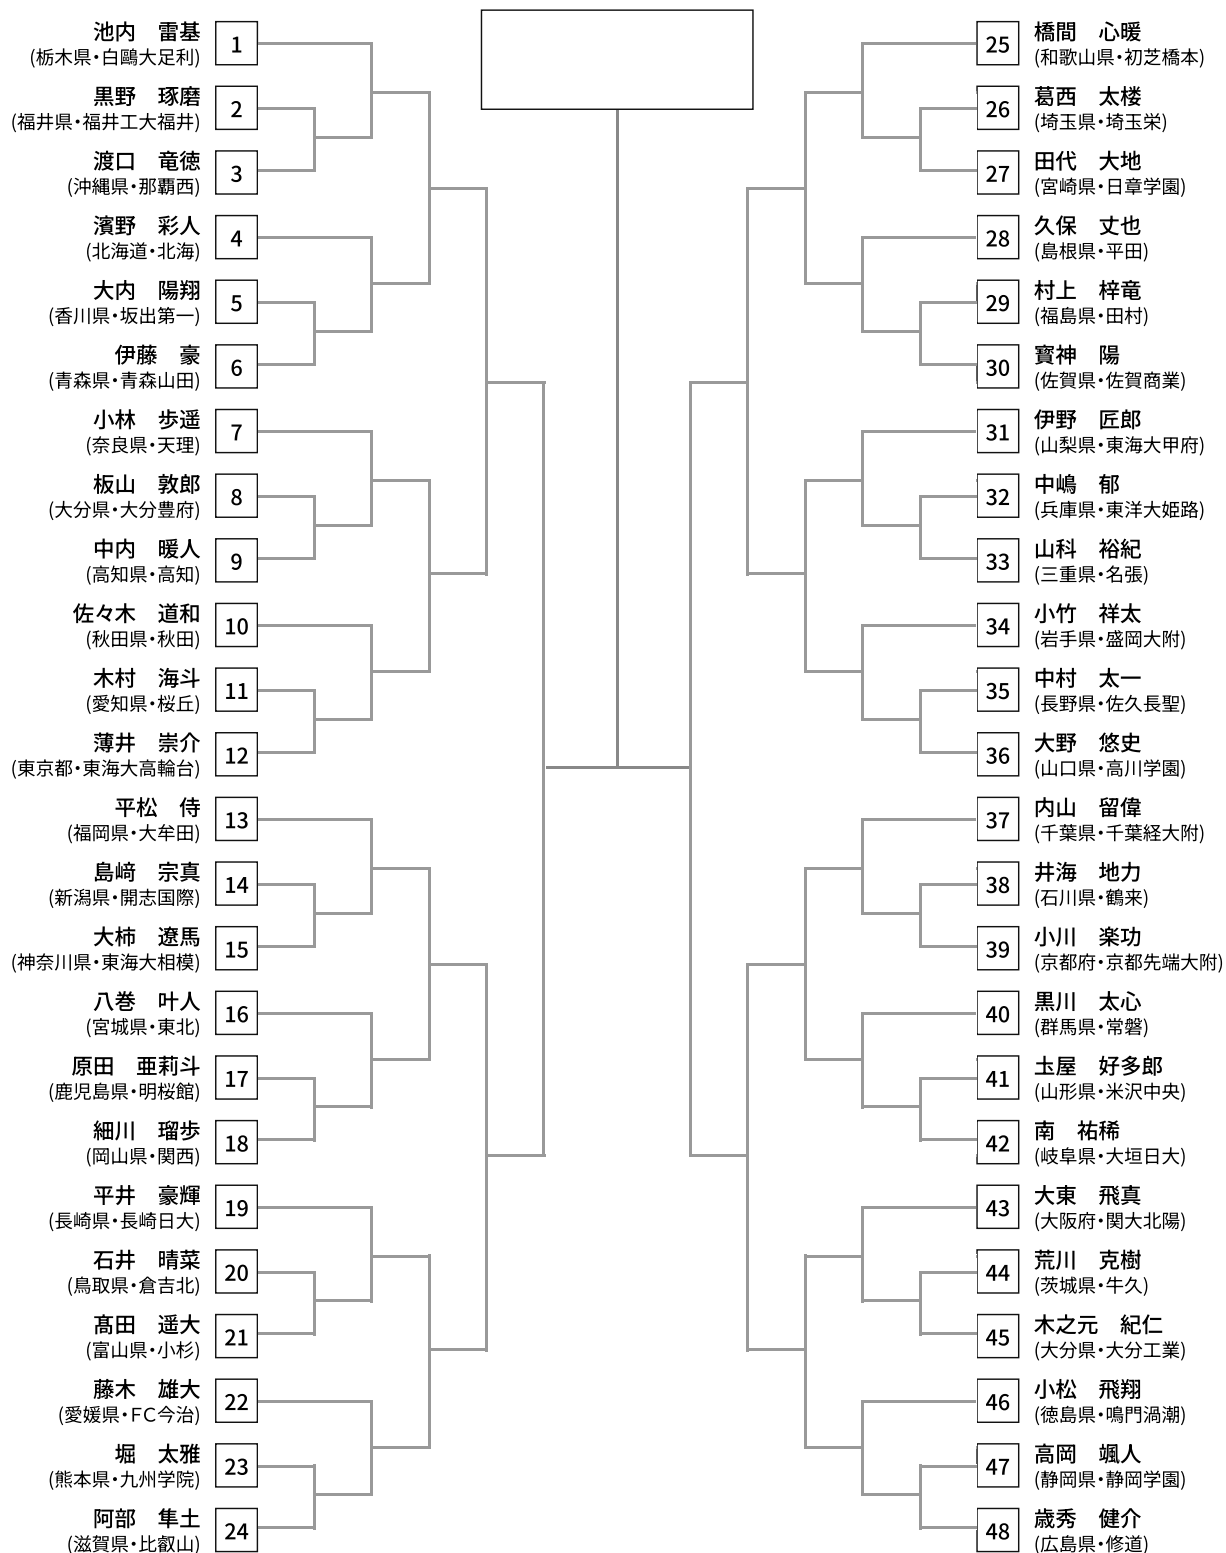 池内　雷基
(栃木県・白鷗大足利)
1
黒野　琢磨
(福井県・福井工大福井)
2
渡口　竜徳
(沖縄県・那覇西)
3
濱野　彩人
(北海道・北海)
4
大内　陽翔
(香川県・坂出第一)
5
伊藤　豪
(青森県・青森山田)
6
小林　歩遥
(奈良県・天理)
7
板山　敦郎
(大分県・大分豊府)
8
中内　暖人
(高知県・高知)
9
佐々木　道和
(秋田県・秋田)
10
木村　海斗
(愛知県・桜丘)
11
薄井　崇介
(東京都・東海大高輪台)
12
平松　侍
(福岡県・大牟田)
13
島﨑　宗真
(新潟県・開志国際)
14
大柿　遼馬
(神奈川県・東海大相模)
15
八巻　叶人
(宮城県・東北)
16
原田　亜莉斗
(鹿児島県・明桜館)
17
細川　瑠歩
(岡山県・関西)
18
平井　豪輝
(長崎県・長崎日大)
19
石井　晴菜
(鳥取県・倉吉北)
20
髙田　遥大
(富山県・小杉)
21
藤木　雄大
(愛媛県・FC今治)
22
堀　太雅
(熊本県・九州学院)
23
阿部　隼土
(滋賀県・比叡山)
24
25
橋間　心暖
(和歌山県・初芝橋本)
26
葛西　太楼
(埼玉県・埼玉栄)
27
田代　大地
(宮崎県・日章学園)
28
久保　丈也
(島根県・平田)
29
村上　梓竜
(福島県・田村)
30
寳神　陽
(佐賀県・佐賀商業)
31
伊野　匠郎
(山梨県・東海大甲府)
32
中嶋　郁
(兵庫県・東洋大姫路)
33
山科　裕紀
(三重県・名張)
34
小竹　祥太
(岩手県・盛岡大附)
35
中村　太一
(長野県・佐久長聖)
36
大野　悠史
(山口県・高川学園)
37
内山　留偉
(千葉県・千葉経大附)
38
井海　地力
(石川県・鶴来)
39
小川　楽功
(京都府・京都先端大附)
40
黒川　太心
(群馬県・常磐)
41
圡屋　好多郎
(山形県・米沢中央)
42
南　祐稀
(岐阜県・大垣日大)
43
大東　飛真
(大阪府・関大北陽)
44
荒川　克樹
(茨城県・牛久)
45
木之元　紀仁
(大分県・大分工業)
46
小松　飛翔
(徳島県・鳴門渦潮)
47
高岡　颯人
(静岡県・静岡学園)
48
歳秀　健介
(広島県・修道)